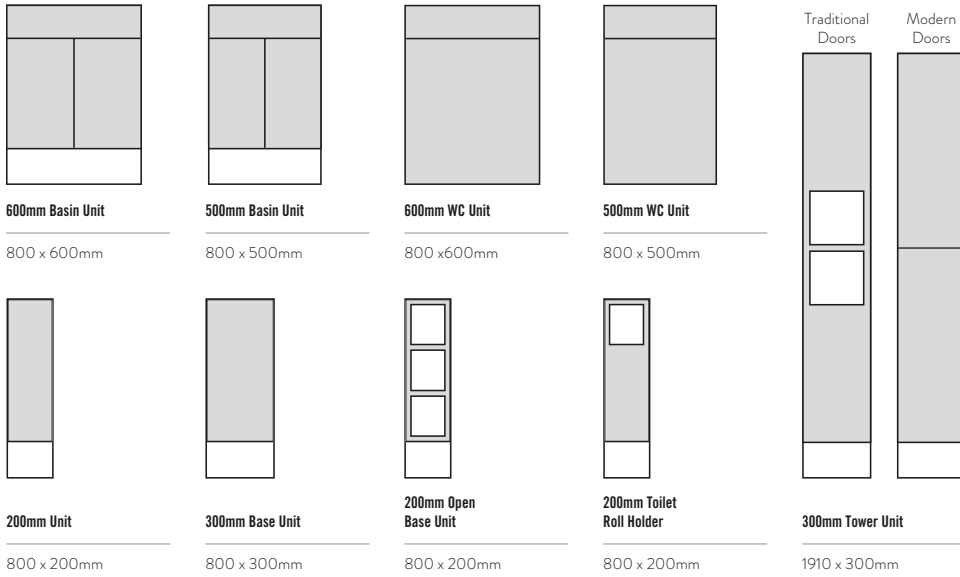 Traditional
Doors
Modern
Doors
600mm Basin Unit
800 x 600mm
500mm Basin Unit
800 x 500mm
600mm WC Unit
800 x600mm
500mm WC Unit
800 x 500mm
200mm Unit
800 x 200mm
300mm Base Unit
800 x 300mm
200mm Open
Base Unit
800 x 200mm
200mm Toilet
Roll Holder
800 x 200mm
300mm Tower Unit
1910 x 300mm